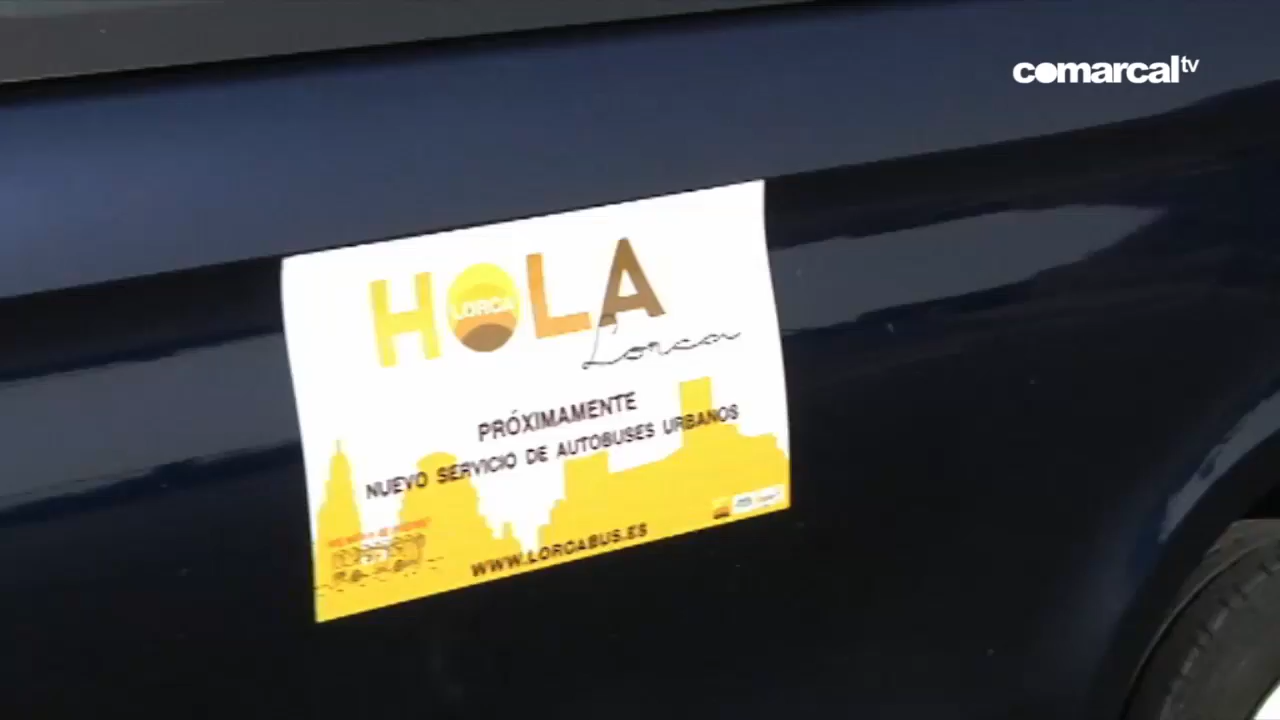 comarcal tv
HOLA
LORCA
Lorca
PRÓXIMAMENTE
NUEVO SERVICIO DE AUTOBUSES URBANOS
WWW.LORCABUS.ES